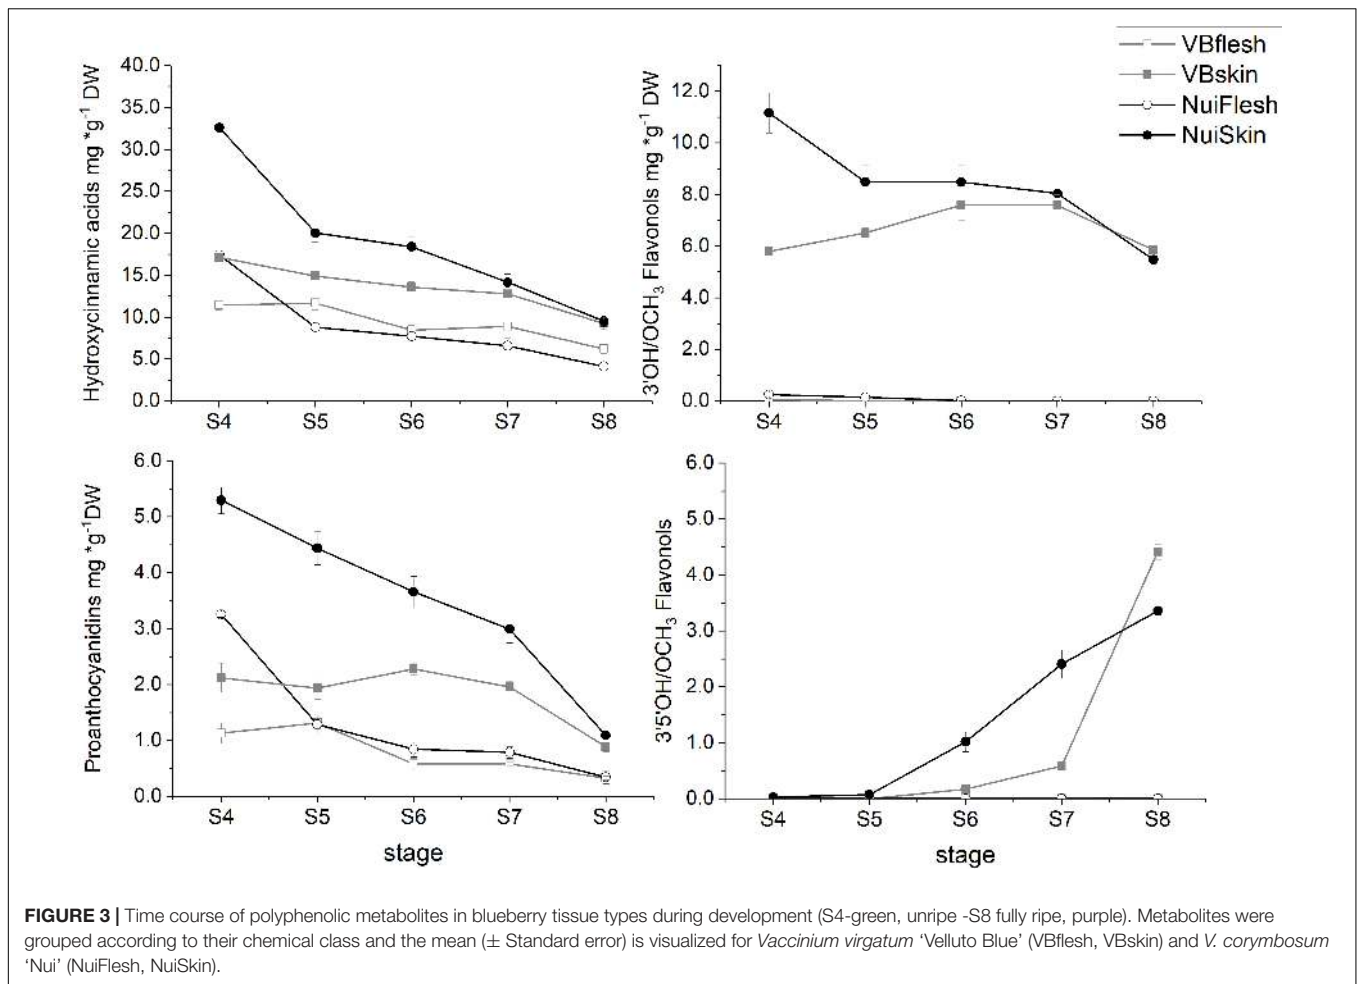 VBflesh
VBskin
NuiFlesh
NuiSkin
Hydroxycinnamic acids mg *g⁻¹ DW
40.0
35.0
30.0
25.0
20.0
15.0
10.0
5.0
0.0
S4 S5 S6 S7 S8
3'OH/OCH₃ Flavonols mg *g⁻¹ DW
12.0
10.0
8.0
6.0
4.0
2.0
0.0
S4 S5 S6 S7 S8
Proanthocyanidins mg *g⁻¹DW
6.0
5.0
4.0
3.0
2.0
1.0
0.0
S4 S5 S6 S7 S8
stage
3'5'OH/OCH₃ Flavonols
6.0
5.0
4.0
3.0
2.0
1.0
0.0
S4 S5 S6 S7 S8
stage
FIGURE 3 | Time course of polyphenolic metabolites in blueberry tissue types during development (S4-green, unripe -S8 fully ripe, purple). Metabolites were
grouped according to their chemical class and the mean (± Standard error) is visualized for Vaccinium virgatum ‘Velluto Blue’ (VBflesh, VBskin) and V. corymbosum
‘Nui’ (NuiFlesh, NuiSkin).